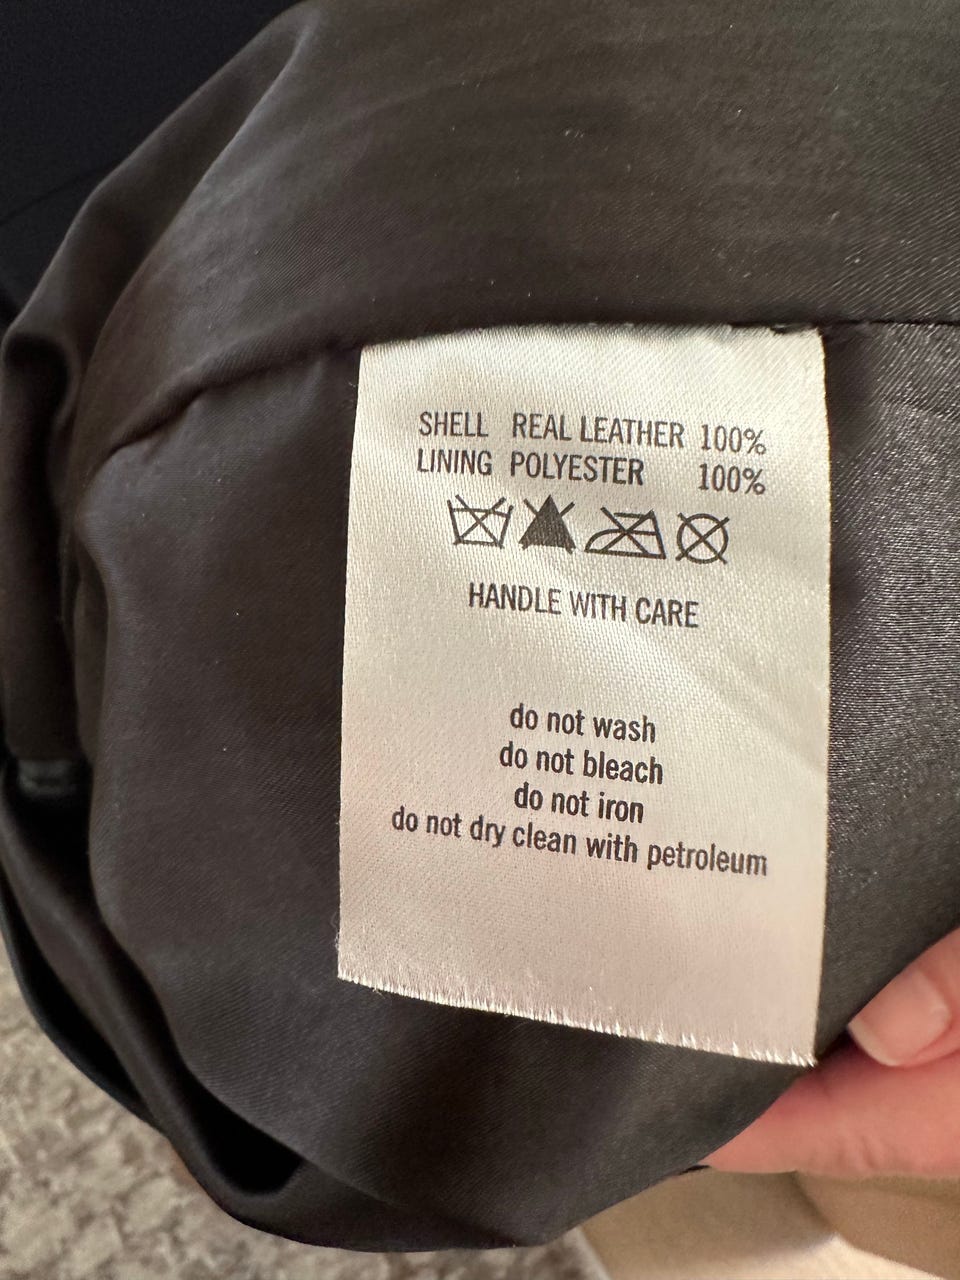 SHELL REAL LEATHER 100%
LINING POLYESTER 100%
HANDLE WITH CARE
do not wash
do not bleach
do not iron
do not dry clean with petroleum